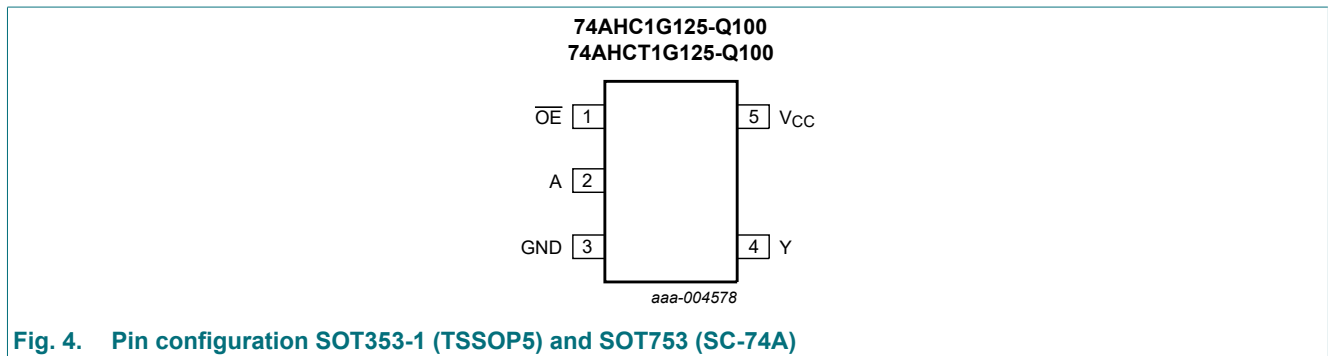 74AHC1G125-Q100
74AHCT1G125-Q100
OE 1
5 VCC
A 2
GND 3
4 Y
aaa-004578
Fig. 4. Pin configuration SOT353-1 (TSSOP5) and SOT753 (SC-74A)